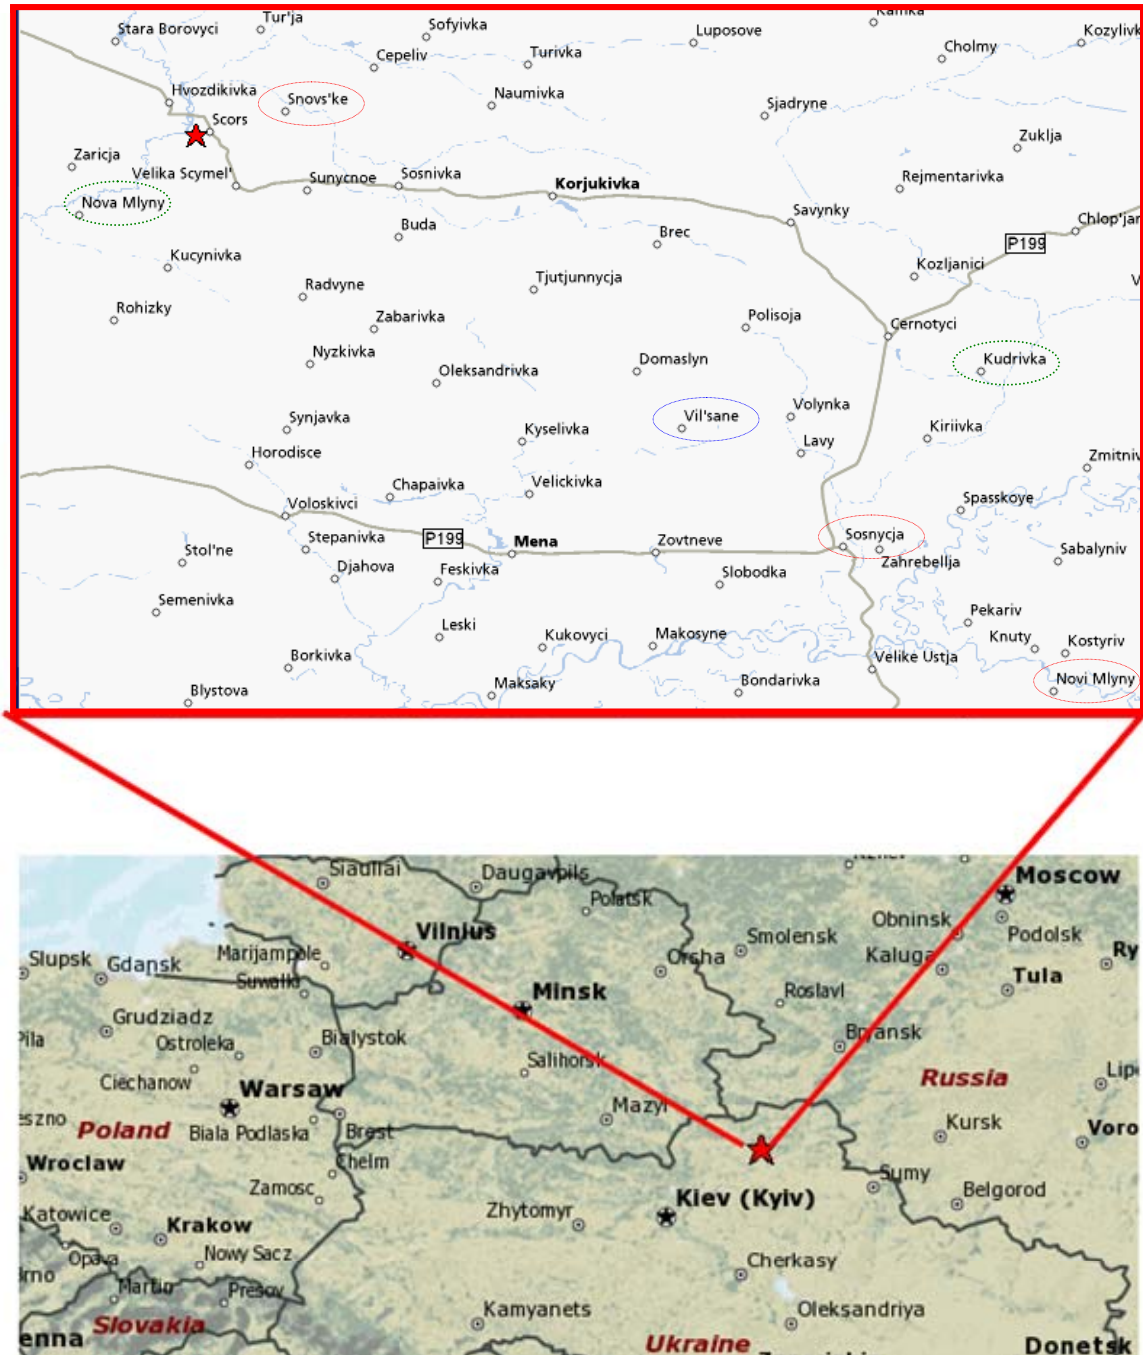 Tur'ja
Stara Borovyci
Sofyivka
Luposove
Kamka
Kozylivk
Cepeliv
Turivka
Cholmy
Hvozdikivka
Snovs'ke
Naumivka
Sjadryne
Scors
Zuklja
Zaricja
Velika Scymel'
Sunycnoe
Sosnivka
Korjukivka
Rejmentarivka
Nova Mlyny
Savynky
Chlop'jan
Buda
Brec
P199
Kucynivka
Kozljanici
Radvyne
Tjutjunnycja
V
Rohizky
Zabarivka
Polisoja
Cernotyci
Nyzkivka
Oleksandrivka
Domaslyn
Kudrivka
Synjavka
Kyselivka
Vil'sane
Volynka
Kiriivka
Horodisce
Lavy
Zmitniv
Chapaivka
Velickivka
Spasskoye
Voloskivci
Stepanivka
P199
Mena
Zovtneve
Sosnycja
Stol'ne
Djahova
Feskivka
Slobodka
Zahrebellja
Sabalyniv
Semenivka
Leski
Kukovyci
Makosyne
Pekariv
Knuty
Kostyriv
Borkivka
Velike Ustja
Blystova
Maksaky
Bondarivka
Novi Mlyny
Siauliai
Daugavpils
Moscow
Polatsk
Obninsk
Podolsk
Vilnius
Smolensk
Slupsk
Gdansk
Marijampole
Orsha
Kaluga
Ry
Suwalki
Minsk
Roslavl
Tula
Grudziadz
Pila
Ostroleka
Bialystok
Bryansk
Salihorsk
Ciechanow
Warsaw
Russia
Lip
eszno
Poland
Biala Podlaska
Brest
Mazyr
Kursk
Voro
Wroclaw
Chelm
Zamosc
Sumy
Katowice
Krakow
Zhytomyr
Kiev (Kyiv)
Belgorod
Nowy Sacz
Opava
Cherkasy
rno
Martin
Presov
Kamyanets
Oleksandriya
enna
Slovakia
Ukraine
Donetsk